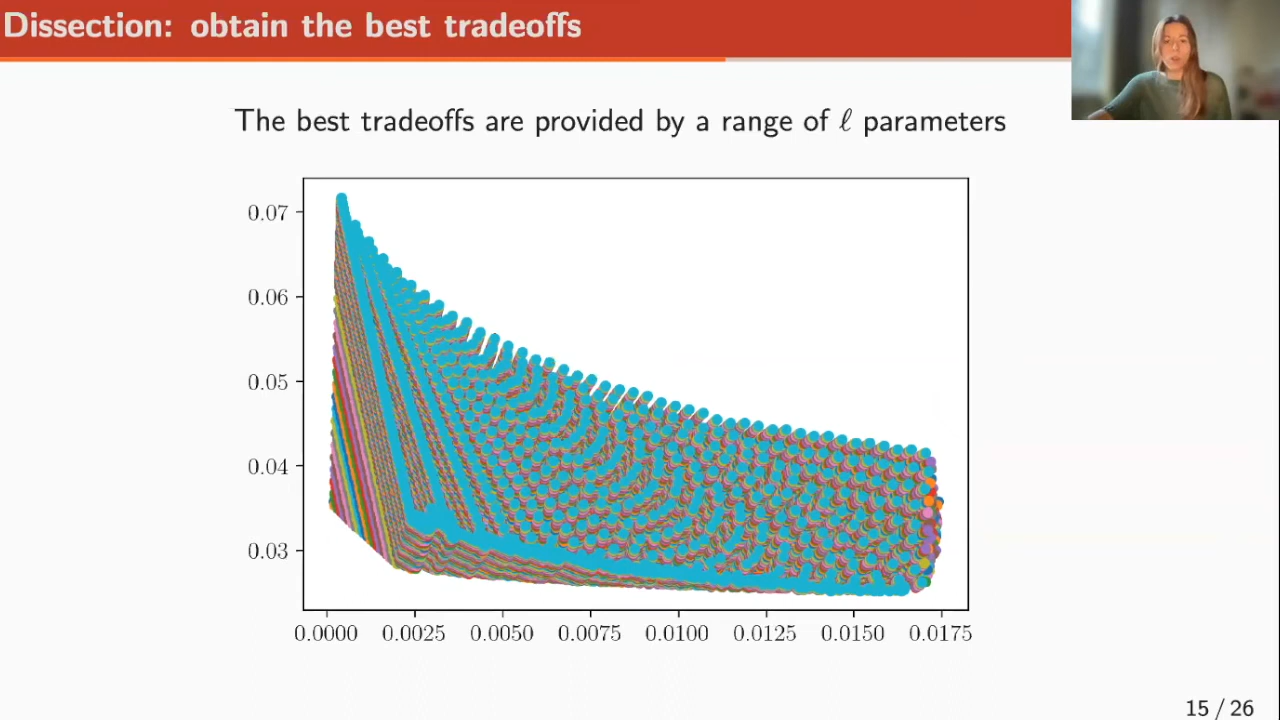 Dissection: obtain the best tradeoffs
The best tradeoffs are provided by a range of ℓ parameters
0.07
0.06
0.05
0.04
0.03
0.0000 0.0025 0.0050 0.0075 0.0100 0.0125 0.0150 0.0175
15 / 26